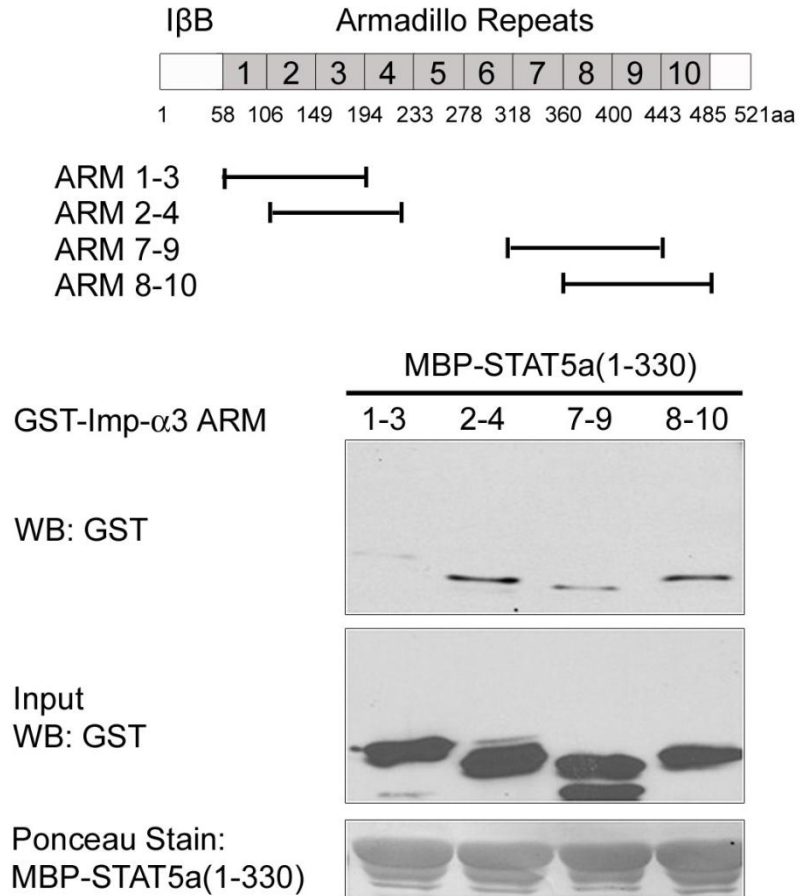 IβB Armadillo Repeats
1 2 3 4 5 6 7 8 9 10
1 58 106 149 194 233 278 318 360 400 443 485 521aa
ARM 1-3
ARM 2-4
ARM 7-9
ARM 8-10
MBP-STAT5a(1-330)
GST-Imp-α3 ARM 1-3 2-4 7-9 8-10
WB: GST
Input
WB: GST
Ponceau Stain:
MBP-STAT5a(1-330)